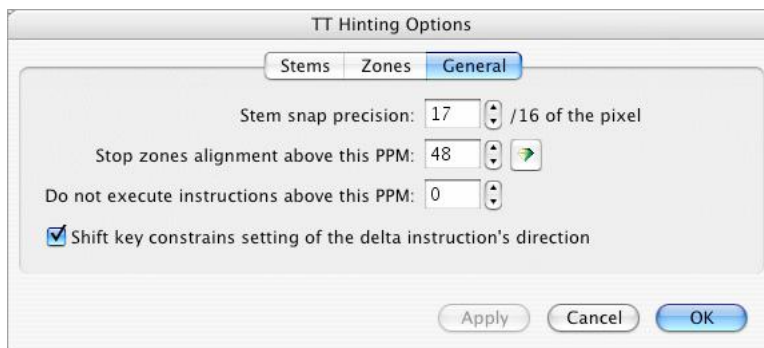 TT Hinting Options
Stems Zones General
Stem snap precision: 17 /16 of the pixel
Stop zones alignment above this PPM: 48
Do not execute instructions above this PPM: 0
Shift key constrains setting of the delta instruction's direction
Apply Cancel OK